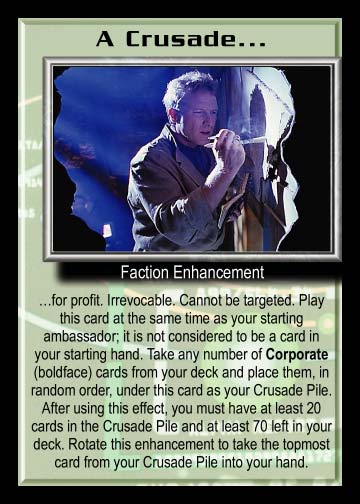 A Crusade...
Faction Enhancement
...for profit. Irrevocable. Cannot be targeted. Play
this card at the same time as your starting
ambassador; it is not considered to be a card in
your starting hand. Take any number of Corporate
(boldface) cards from your deck and place them, in
random order, under this card as your Crusade Pile.
After using this effect, you must have at least 20
cards in the Crusade Pile and at least 70 left in your
deck. Rotate this enhancement to take the topmost
card from your Crusade Pile into your hand.